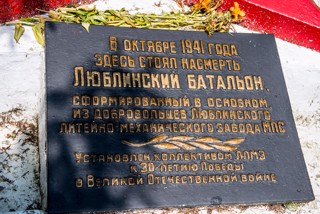 В ОКТЯБРЕ 1941 ГОДА
ЗДЕСЬ СТОЯЛ НАСМЕРТЬ
ЛЮБЛИНСКИЙ БАТАЛЬОН,
СФОРМИРОВАННЫЙ В ОСНОВНОМ
ИЗ ДОБРОВОЛЬЦЕВ ЛЮБЛИНСКОГО
ЛИТЕЙНО-МЕХАНИЧЕСКОГО ЗАВОДА МПС
УСТАНОВЛЕН КОЛЛЕКТИВОМ ЛЛМЗ
К 30-ЛЕТИЮ ПОБЕДЫ
В ВЕЛИКОЙ ОТЕЧЕСТВЕННОЙ ВОЙНЕ